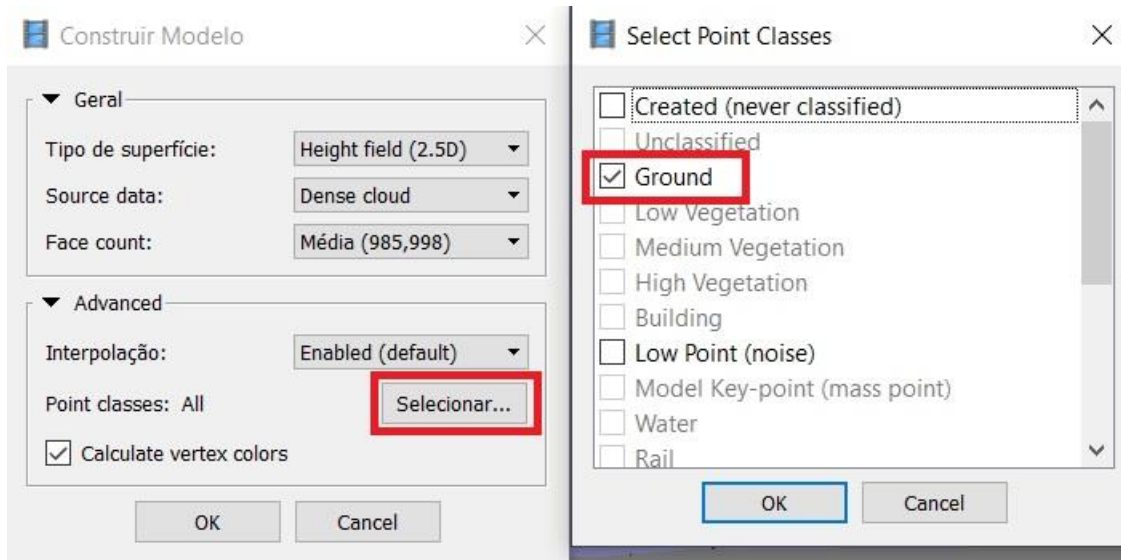 Construir Modelo
Geral
Tipo de superfície: Height field (2.5D)
Source data: Dense cloud
Face count: Média (985,998)
Advanced
Interpolação: Enabled (default)
Point classes: All Selecionar...
Calculate vertex colors
OK Cancel
Select Point Classes
Created (never classified)
Unclassified
Ground
Low Vegetation
Medium Vegetation
High Vegetation
Building
Low Point (noise)
Model Key-point (mass point)
Water
Rail
OK Cancel